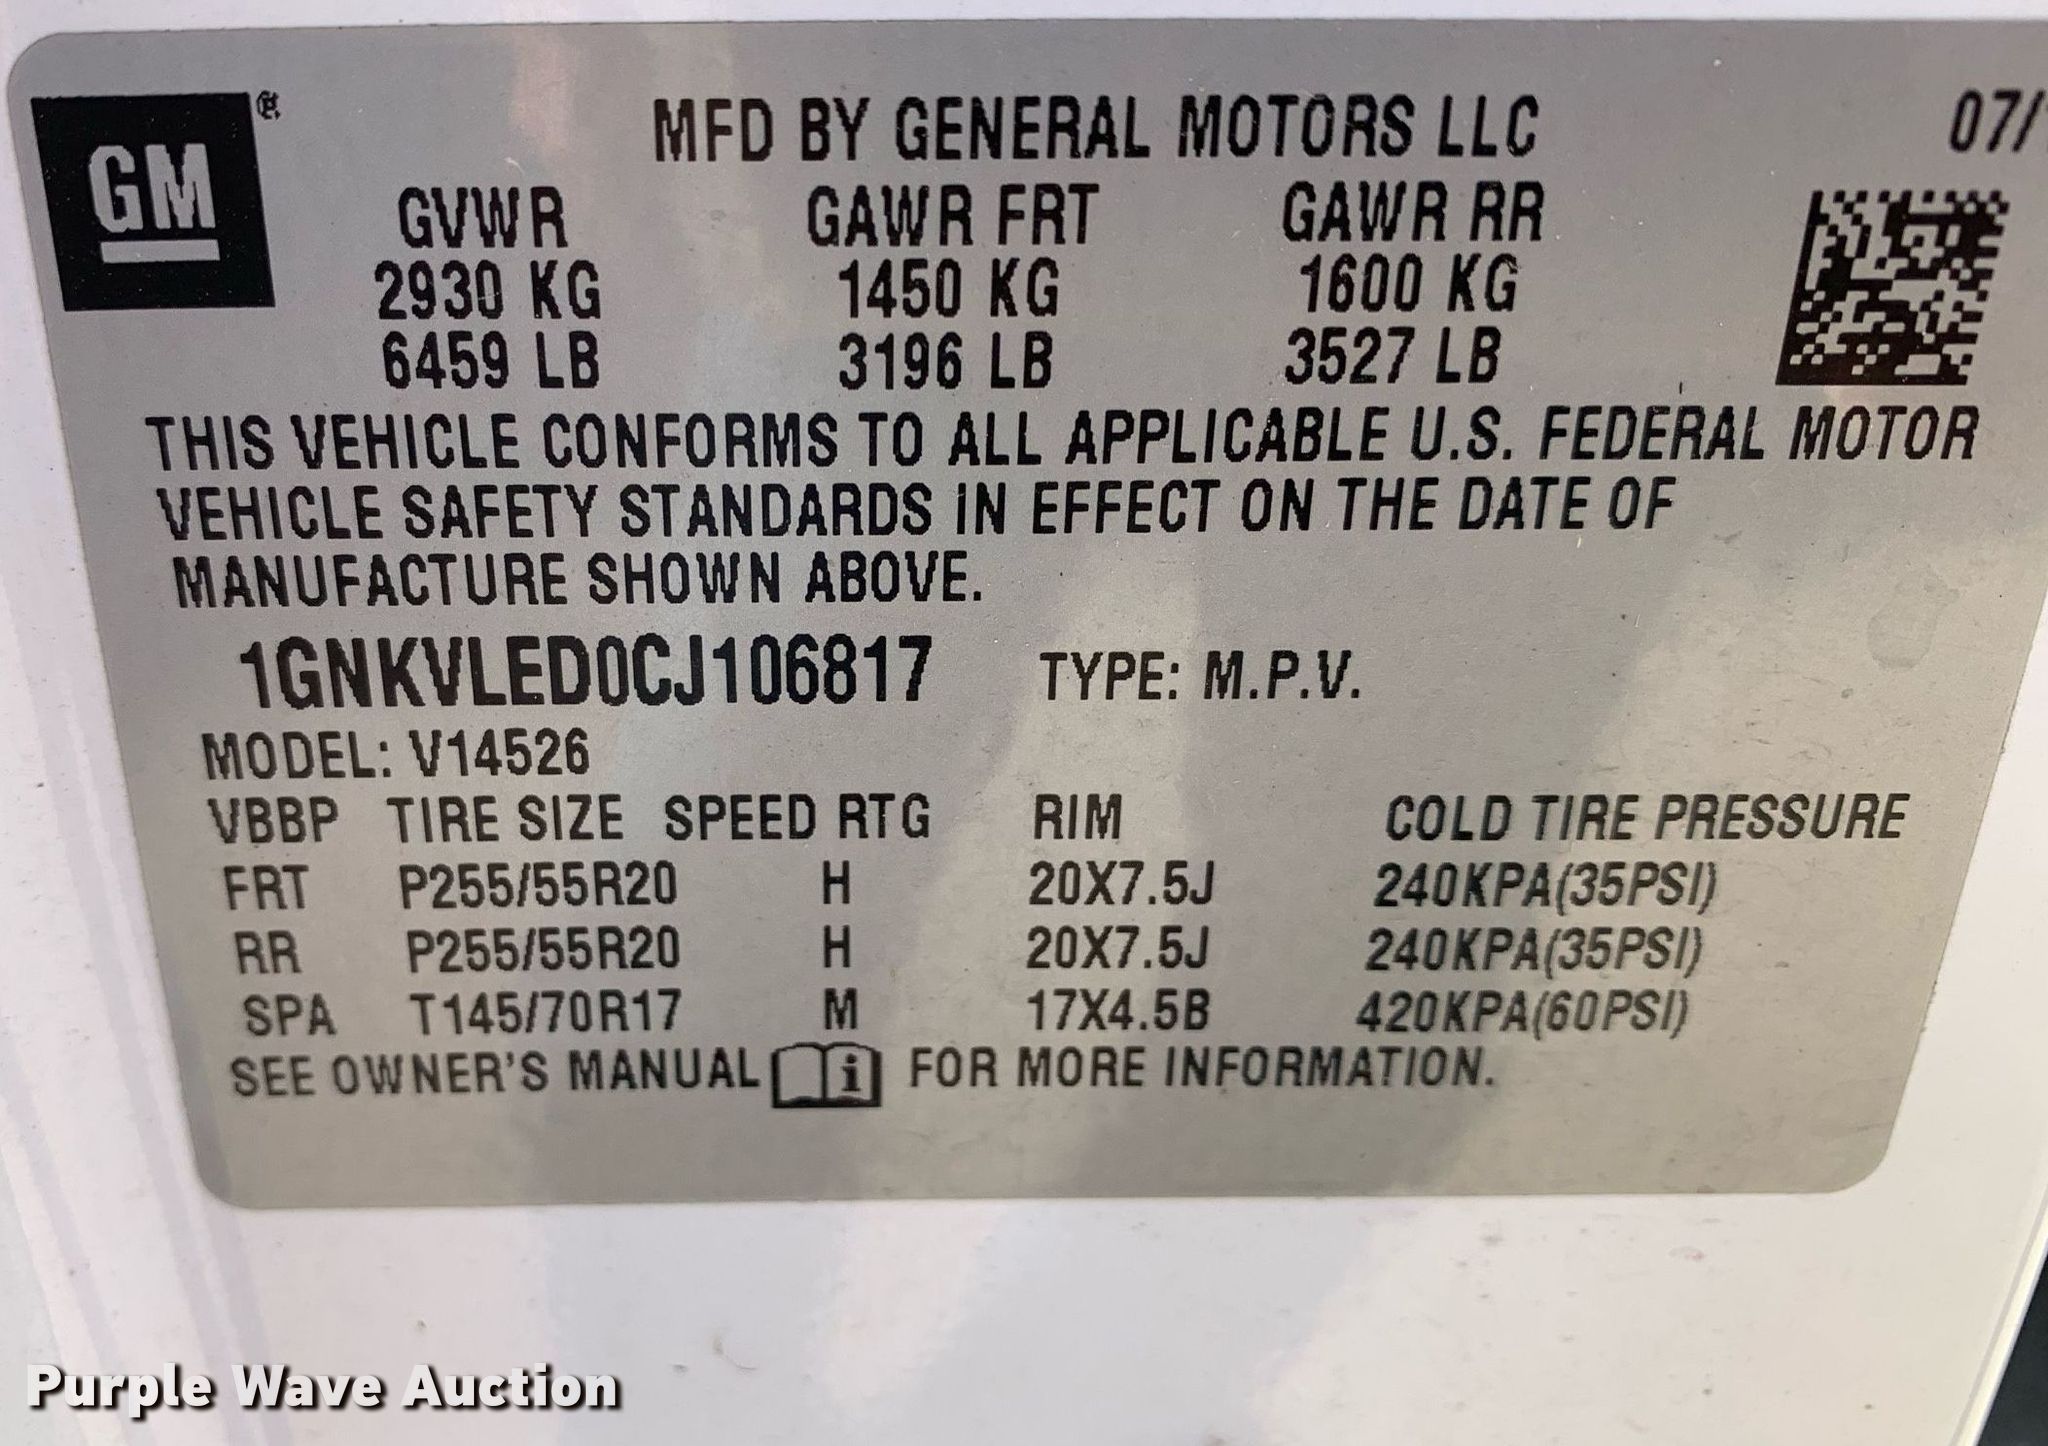 GM ®
MFD BY GENERAL MOTORS LLC 07/
GVWR GAWR FRT GAWR RR
2930 KG 1450 KG 1600 KG
6459 LB 3196 LB 3527 LB
THIS VEHICLE CONFORMS TO ALL APPLICABLE U.S. FEDERAL MOTOR
VEHICLE SAFETY STANDARDS IN EFFECT ON THE DATE OF
MANUFACTURE SHOWN ABOVE.
1GNKVLED0CJ106817 TYPE: M.P.V.
MODEL: V14526
VBBP TIRE SIZE SPEED RTG RIM COLD TIRE PRESSURE
FRT P255/55R20 H 20X7.5J 240KPA(35PSI)
RR P255/55R20 H 20X7.5J 240KPA(35PSI)
SPA T145/70R17 M 17X4.5B 420KPA(60PSI)
SEE OWNER'S MANUAL i FOR MORE INFORMATION.
Purple Wave Auction